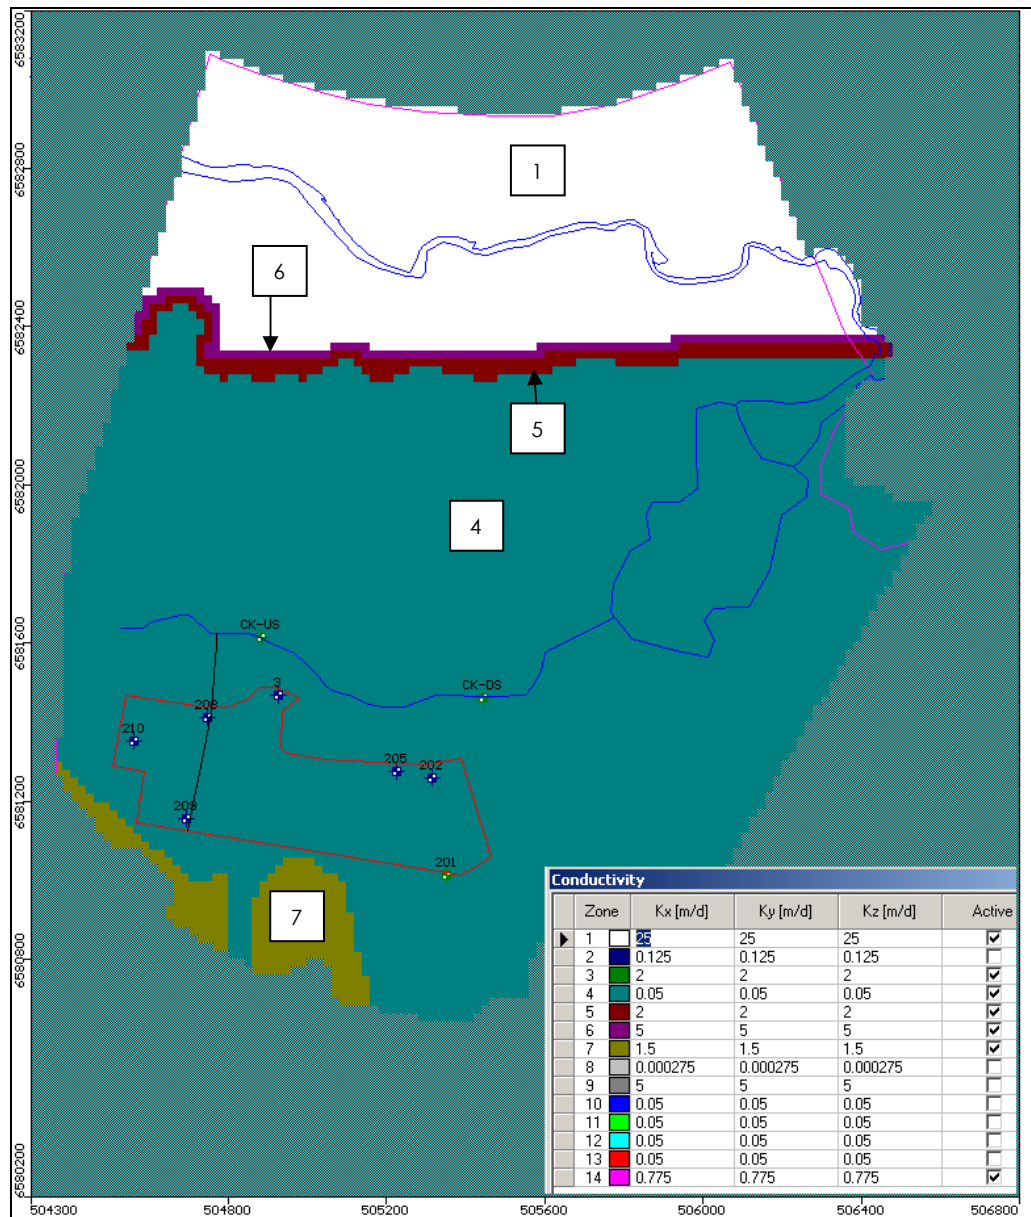 6583200
6582800
6582400
6582000
6581600
6581200
6580800
6580200
1
6
5
4
CK-US
3
CK-DS
208
210
205
202
209
201
7
Conductivity
Zone Kx [m/d] Ky [m/d] Kz [m/d] Active
1 25 25 25
2 0.125 0.125 0.125
3 2 2 2
4 0.05 0.05 0.05
5 2 2 2
6 5 5 5
7 1.5 1.5 1.5
8 0.000275 0.000275 0.000275
9 5 5 5
10 0.05 0.05 0.05
11 0.05 0.05 0.05
12 0.05 0.05 0.05
13 0.05 0.05 0.05
14 0.775 0.775 0.775
504300 504800 505200 505600 506000 506400 506800